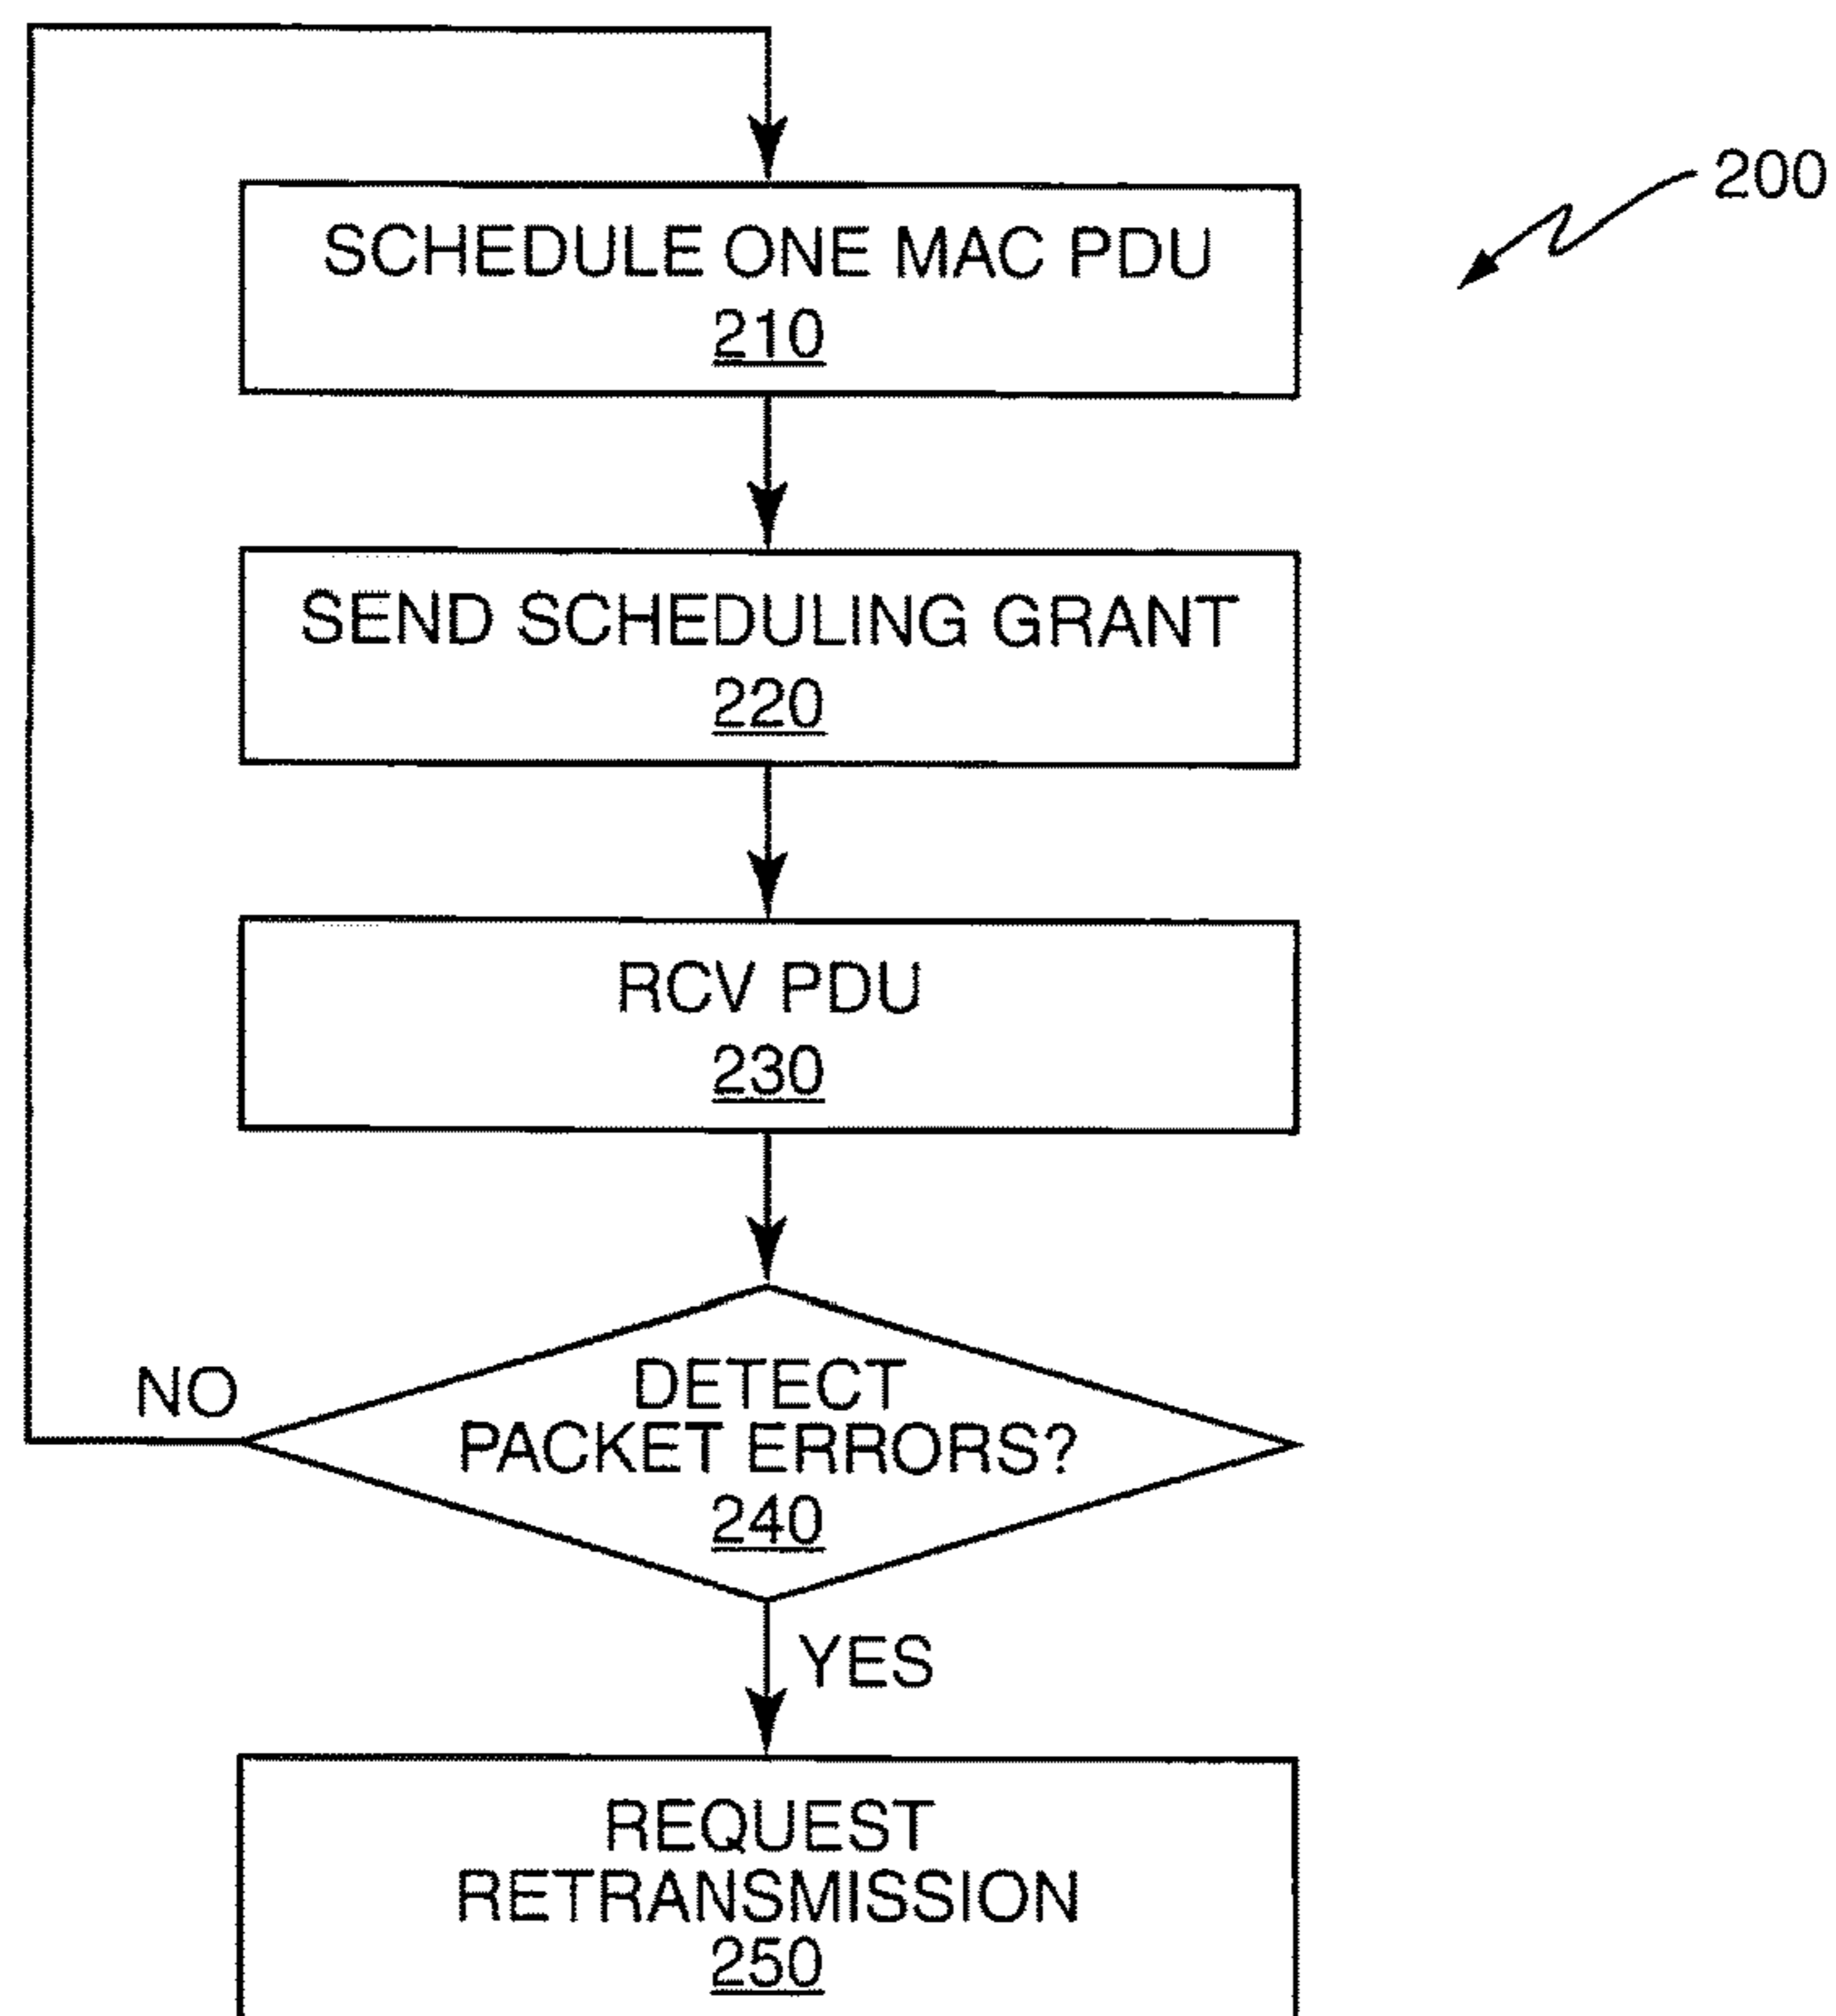 200
SCHEDULE ONE MAC PDU
210
SEND SCHEDULING GRANT
220
RCV PDU
230
NO
DETECT
PACKET ERRORS?
240
YES
REQUEST
RETRANSMISSION
250